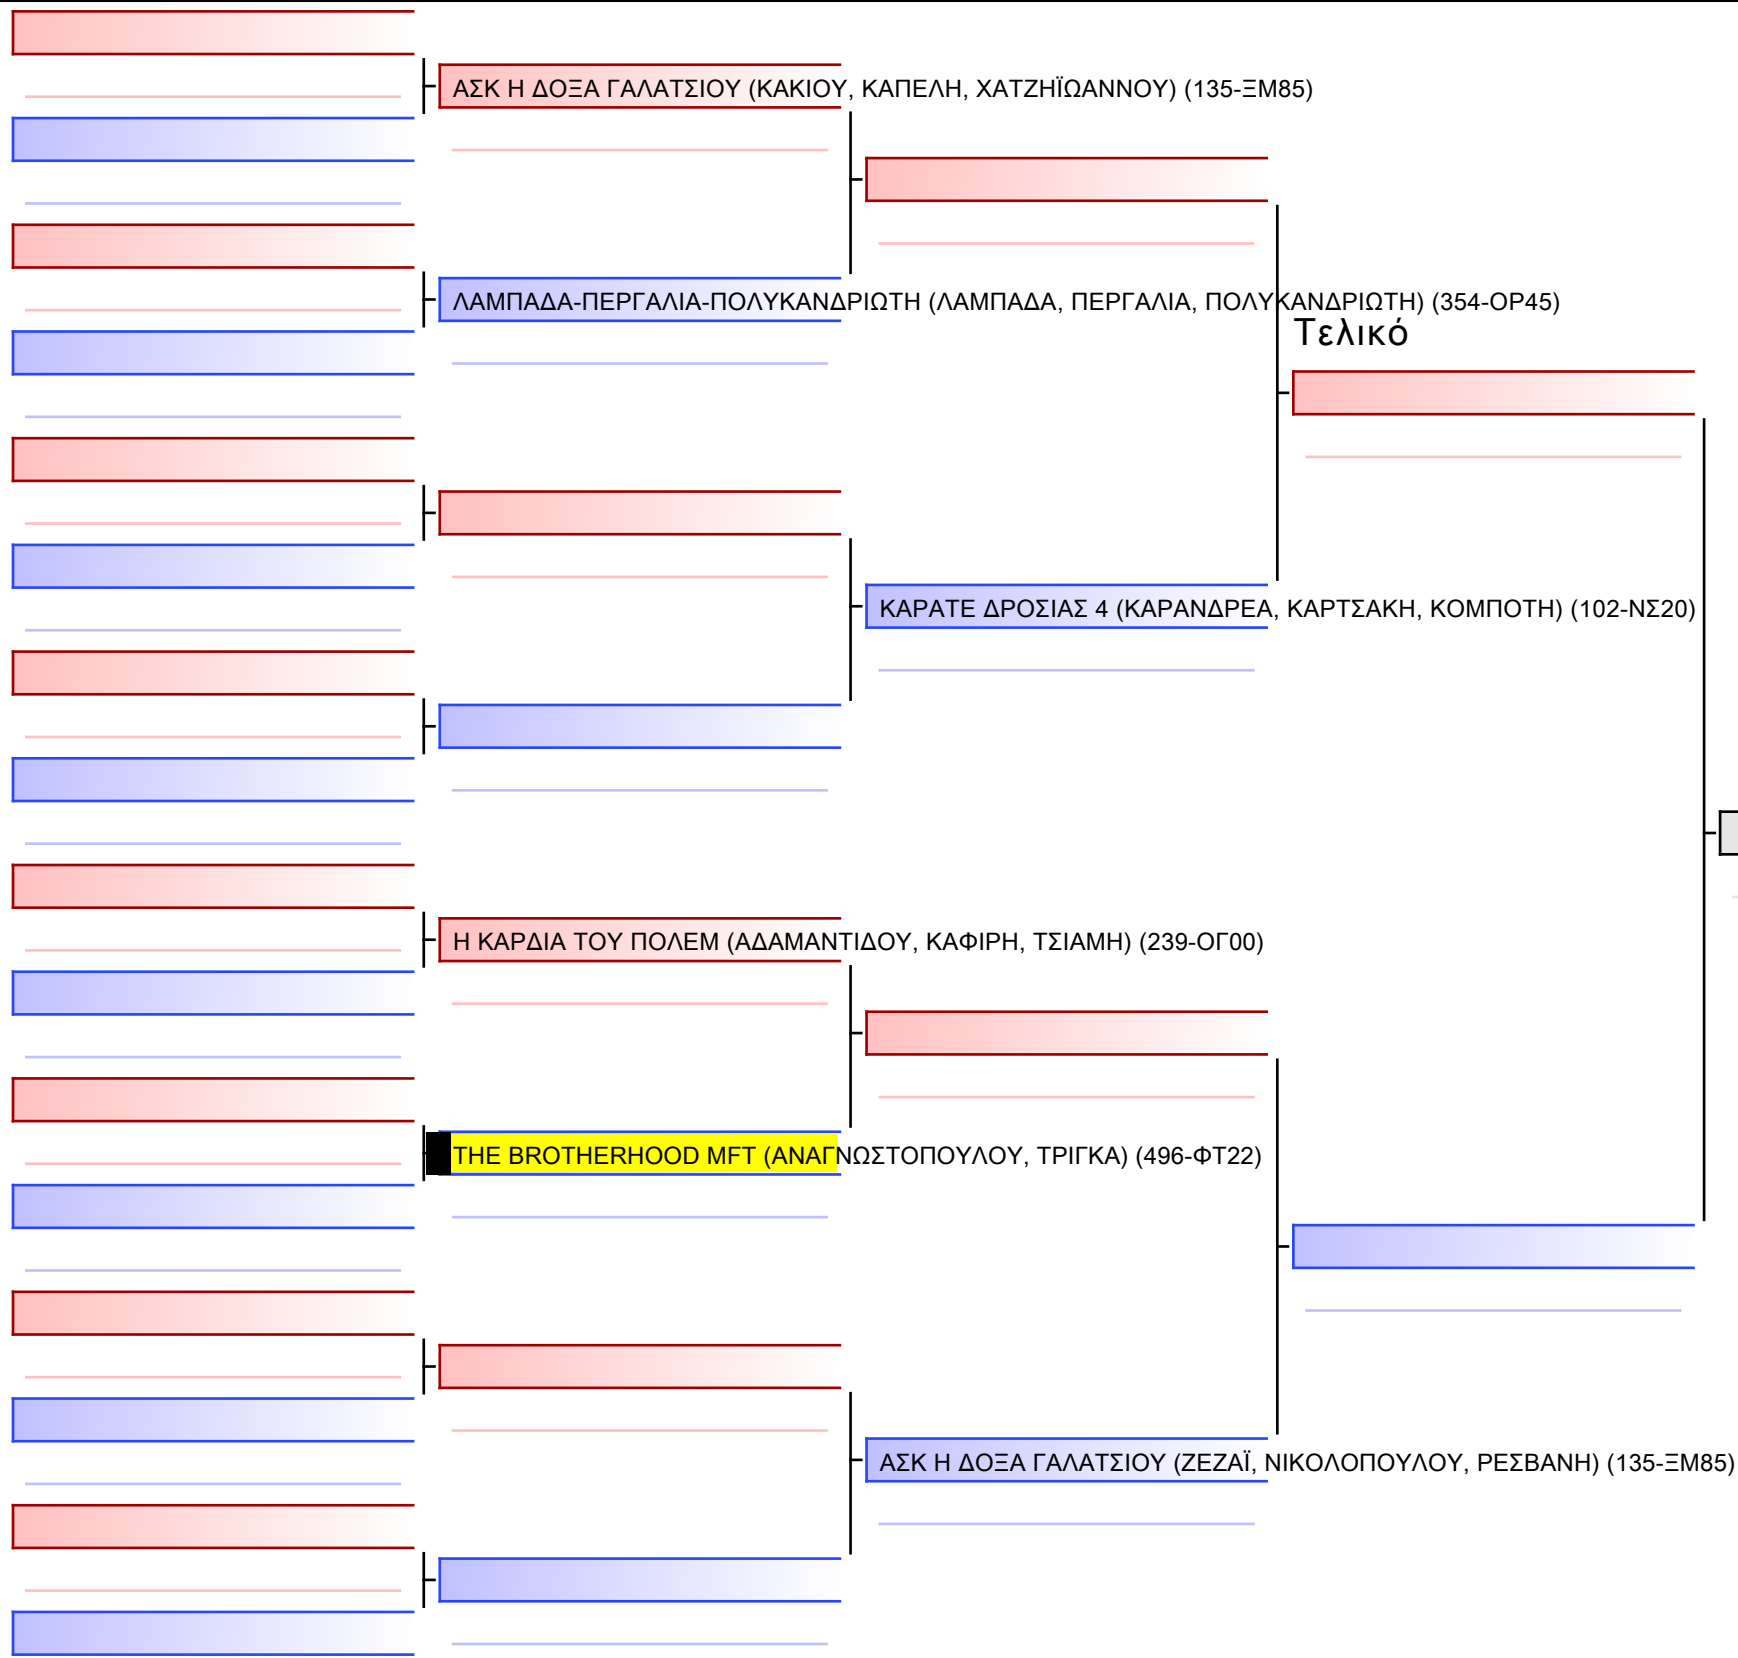 ΑΣΚ Η ΔΟΞΑ ΓΑΛΑΤΣΙΟΥ (ΚΑΚΙΟΥ, ΚΑΠΕΛΗ, ΧΑΤΖΗΪΩΑΝΝΟΥ) (135-ΞΜ85)
ΛΑΜΠΑΔΑ-ΠΕΡΓΑΛΙΑ-ΠΟΛΥΚΑΝΔΡΙΩΤΗ (ΛΑΜΠΑΔΑ, ΠΕΡΓΑΛΙΑ, ΠΟΛΥΚΑΝΔΡΙΩΤΗ) (354-ΟΡ45)
Τελικό
ΚΑΡΑΤΕ ΔΡΟΣΙΑΣ 4 (ΚΑΡΑΝΔΡΕΑ, ΚΑΡΤΣΑΚΗ, ΚΟΜΠΟΤΗ) (102-ΝΣ20)
Η ΚΑΡΔΙΑ ΤΟΥ ΠΟΛΕΜ (ΑΔΑΜΑΝΤΙΔΟΥ, ΚΑΦΙΡΗ, ΤΣΙΑΜΗ) (239-ΟΓ00)
THE BROTHERHOOD MFT (ΑΝΑΓΝΩΣΤΟΠΟΥΛΟΥ, ΤΡΙΓΚΑ) (496-ΦΤ22)
ΑΣΚ Η ΔΟΞΑ ΓΑΛΑΤΣΙΟΥ (ΖΕΖΑΪ, ΝΙΚΟΛΟΠΟΥΛΟΥ, ΡΕΣΒΑΝΗ) (135-ΞΜ85)